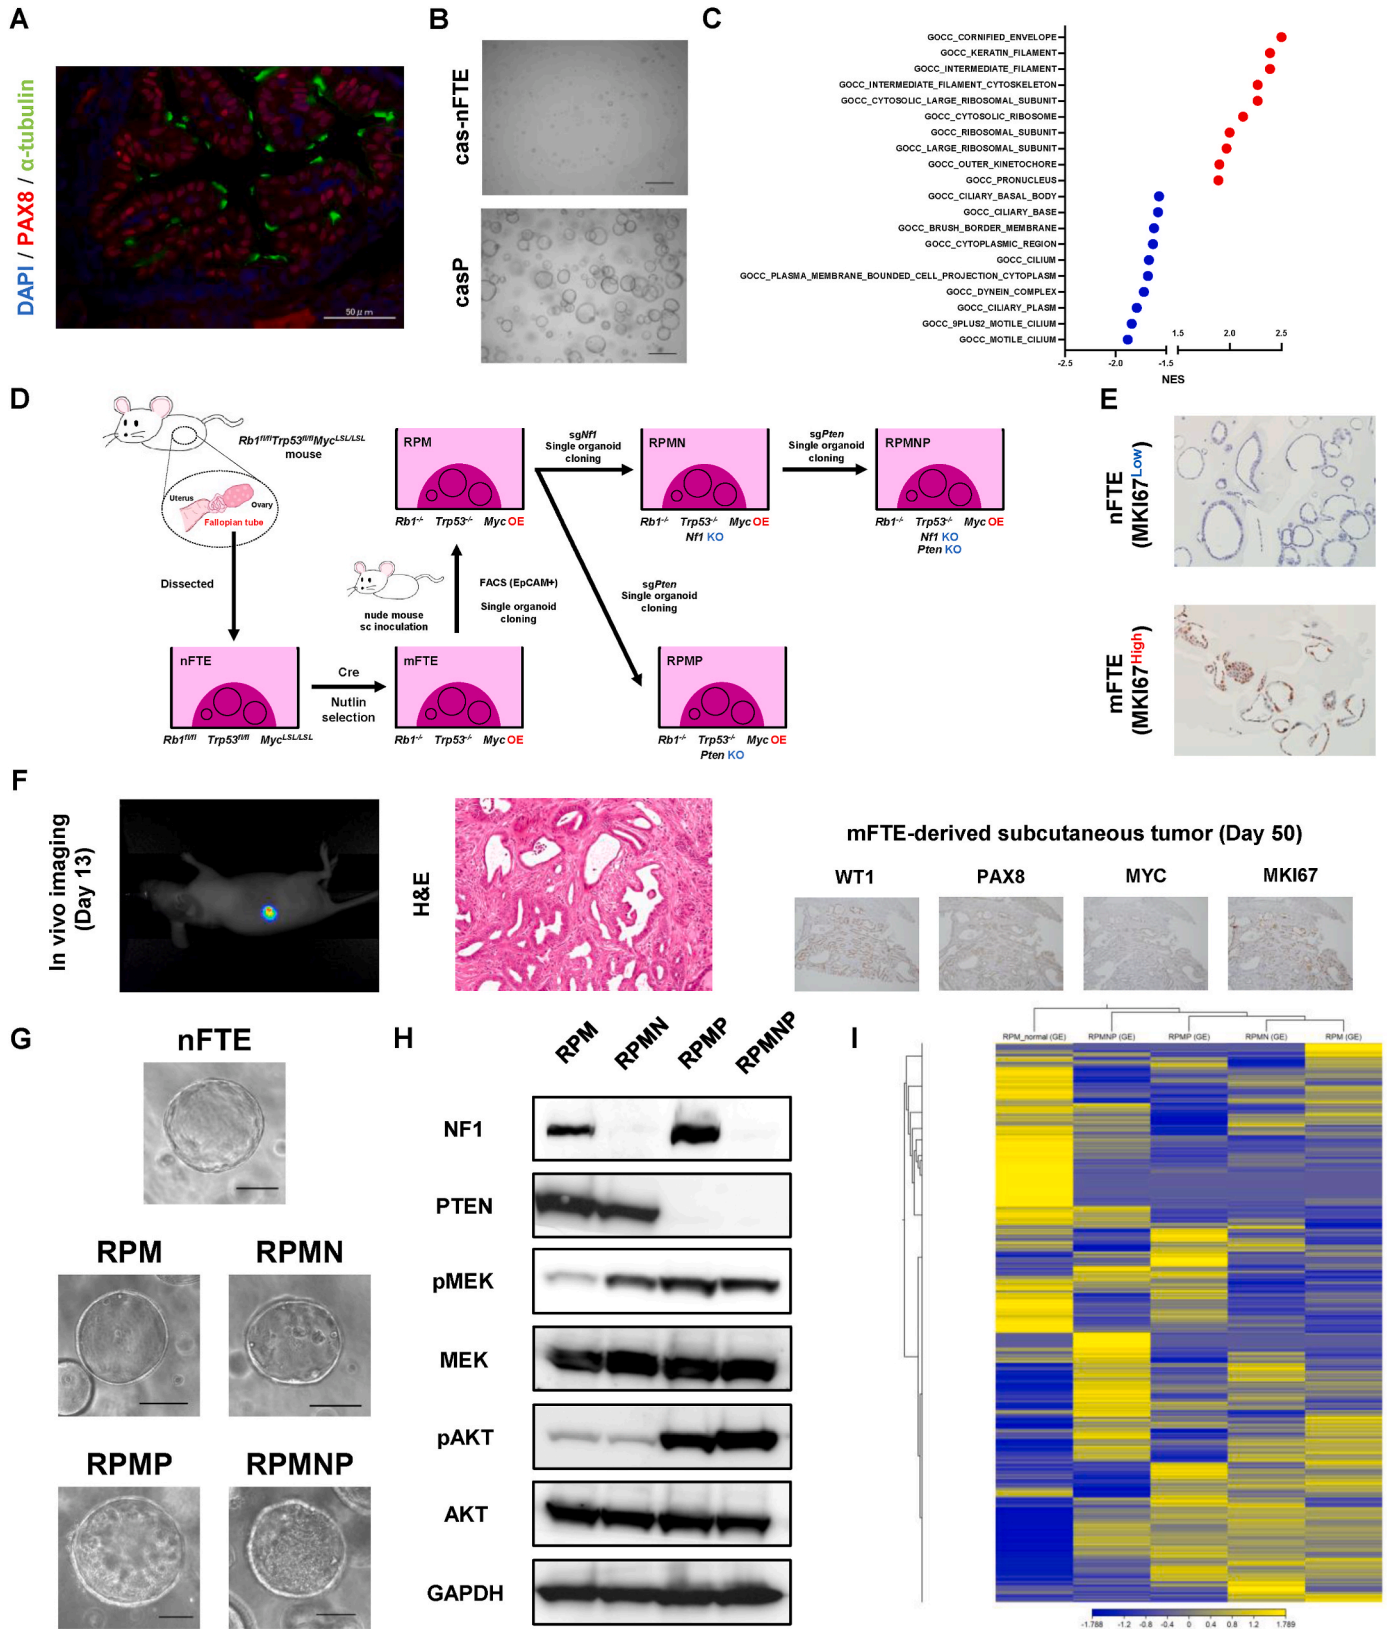 A
DAPI / PAX8 / α-tubulin
50 μm
B
cas-nFTE
casP
C
GOCC_CORNIFIED_ENVELOPE
GOCC_KERATIN_FILAMENT
GOCC_INTERMEDIATE_FILAMENT
GOCC_INTERMEDIATE_FILAMENT_CYTOSKELETON
GOCC_CYTOSOLIC_LARGE_RIBOSOMAL_SUBUNIT
GOCC_CYTOSOLIC_RIBOSOME
GOCC_RIBOSOMAL_SUBUNIT
GOCC_LARGE_RIBOSOMAL_SUBUNIT
GOCC_OUTER_KINETOCHORE
GOCC_PRONUCLEUS
GOCC_CILIARY_BASAL_BODY
GOCC_CILIARY_BASE
GOCC_BRUSH_BORDER_MEMBRANE
GOCC_CYTOPLASMIC_REGION
GOCC_CILIUM
GOCC_PLASMA_MEMBRANE_BOUNDED_CELL_PROJECTION_CYTOPLASM
GOCC_DYNEIN_COMPLEX
GOCC_CILIARY_PLASM
GOCC_9PLUS2_MOTILE_CILIUM
GOCC_MOTILE_CILIUM
1.5 2.0 2.5
-2.5 -2.0 -1.5
NES
D
Rb1fl/flTrp53fl/flMycLSL/LSL
mouse
Uterus
Ovary
Fallopian tube
Dissected
nFTE
Rb1fl/fl Trp53fl/fl MycLSL/LSL
Cre
Nutlin
selection
mFTE
Rb1-/- Trp53-/- Myc OE
nude mouse
sc inoculation
FACS (EpCAM+)
Single organoid
cloning
RPM
Rb1-/- Trp53-/- Myc OE
sgNf1
Single organoid
cloning
RPMN
Rb1-/- Trp53-/- Myc OE
Nf1 KO
sgPten
Single organoid
cloning
RPMNP
Rb1-/- Trp53-/- Myc OE
Nf1 KO
Pten KO
sgPten
Single organoid
cloning
RPMP
Rb1-/- Trp53-/- Myc OE
Pten KO
E
nFTE
(MKI67Low)
mFTE
(MKI67High)
F
In vivo imaging
(Day 13)
H&E
mFTE-derived subcutaneous tumor (Day 50)
WT1 PAX8 MYC MKI67
G
nFTE
RPM RPMN
RPMP RPMNP
H
RPM RPMN RPMP RPMNP
NF1
PTEN
pMEK
MEK
pAKT
AKT
GAPDH
I
RPM_normal (GE) RPMNP (GE) RPMP (GE) RPMN (GE) RPM (GE)
-1.788 -1.2 -0.8 -0.4 0 0.4 0.8 1.2 1.789